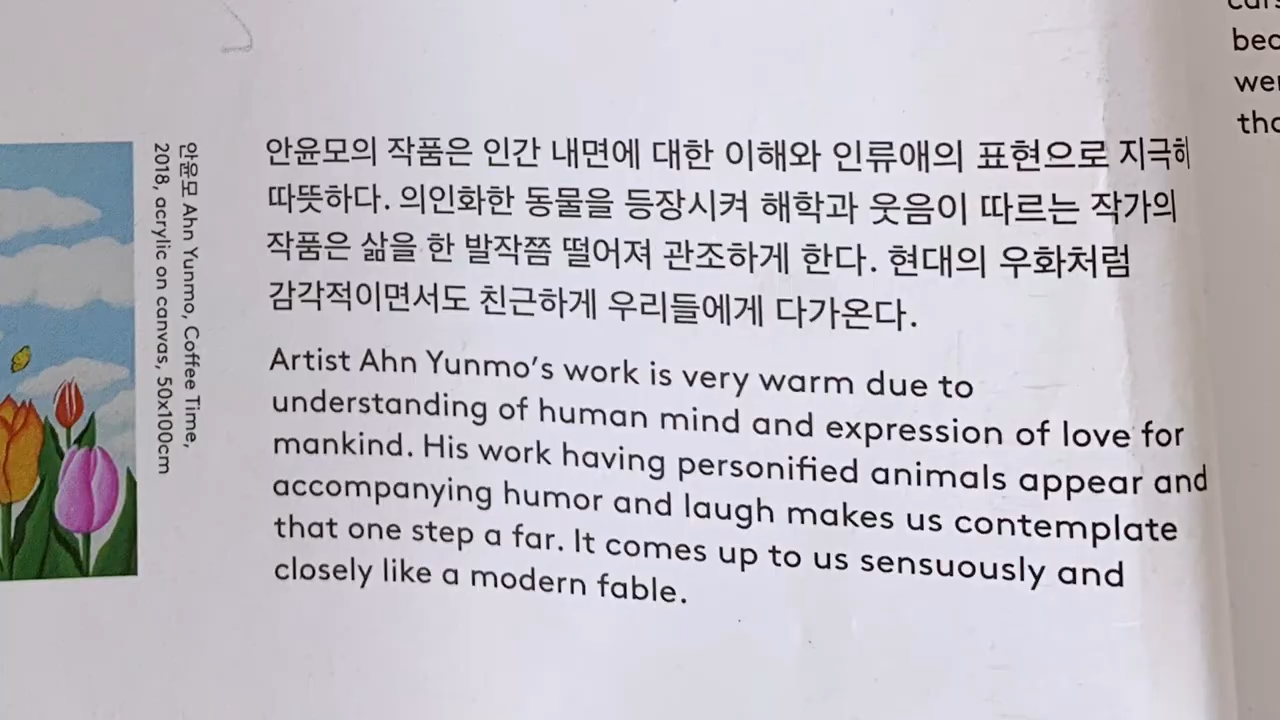 안윤모 Ahn Yunmo, Coffee Time,
2018, acrylic on canvas, 50x100cm
안윤모의 작품은 인간 내면에 대한 이해와 인류애의 표현으로 지극히
따뜻하다. 의인화한 동물을 등장시켜 해학과 웃음이 따르는 작가의
작품은 삶을 한 발작쯤 떨어져 관조하게 한다. 현대의 우화처럼
감각적이면서도 친근하게 우리들에게 다가온다.
Artist Ahn Yunmo’s work is very warm due to
understanding of human mind and expression of love for
mankind. His work having personified animals appear and
accompanying humor and laugh makes us contemplate
that one step a far. It comes up to us sensuously and
closely like a modern fable.